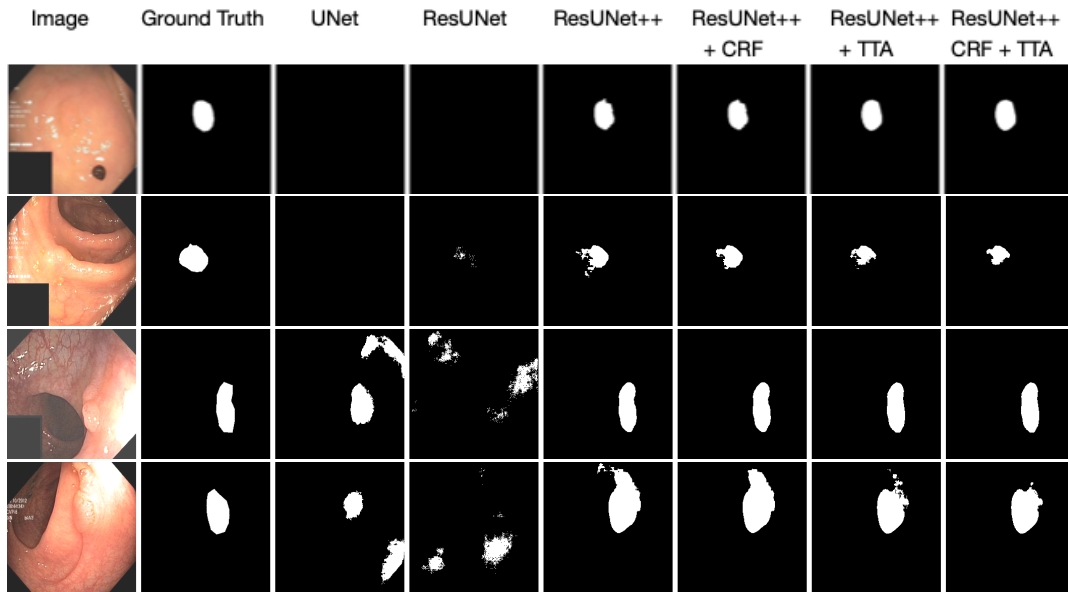 Image Ground Truth UNet ResUNet ResUNet++ ResUNet++ ResUNet++ ResUNet++
+ CRF + TTA CRF + TTA